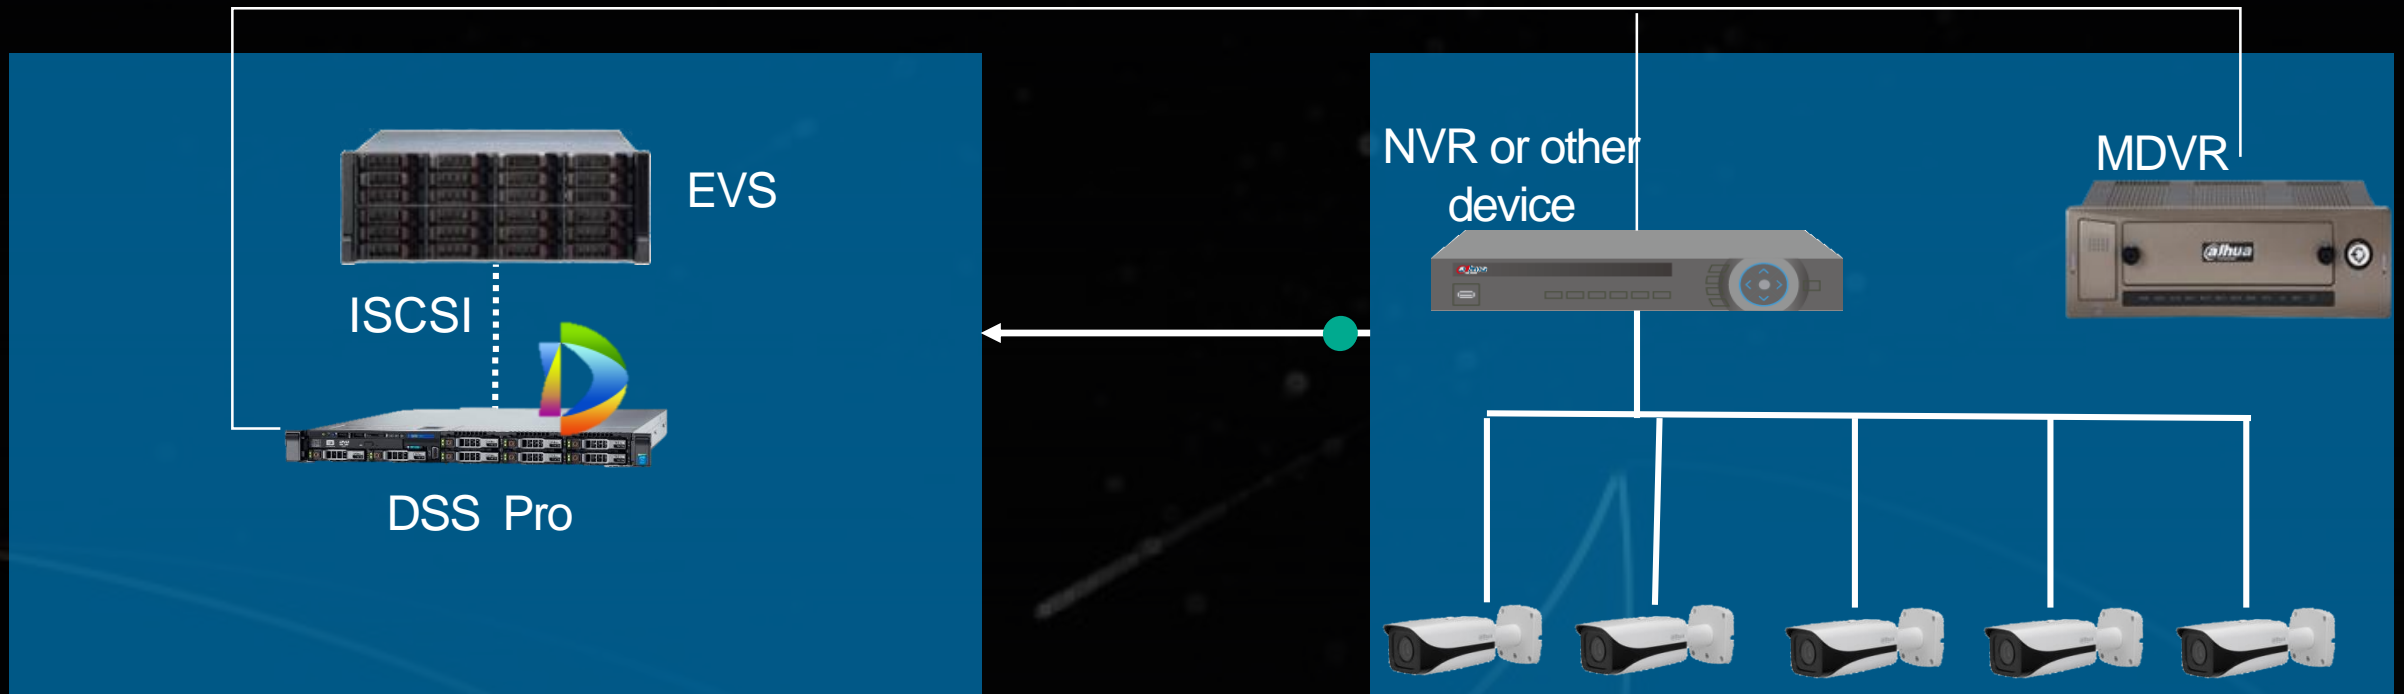 EVS
ISCSI
DSS Pro
NVR or other
device
MDVR
alhua